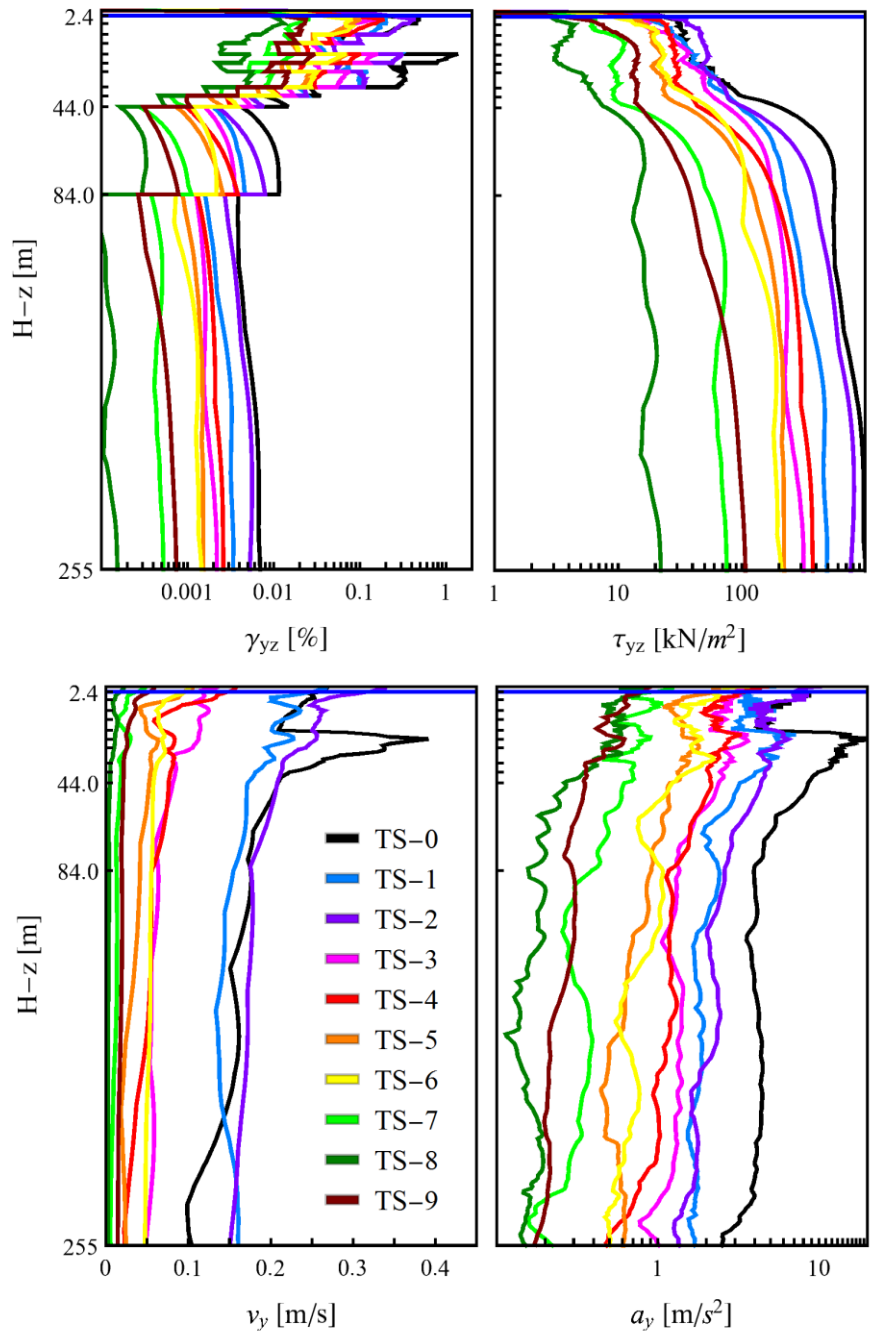 2.4
44.0
84.0
255
H−z [m]
0.001 0.01 0.1 1
γyz [%]
1 10 100
τyz [kN/m²]
2.4
44.0
84.0
255
H−z [m]
TS−0
TS−1
TS−2
TS−3
TS−4
TS−5
TS−6
TS−7
TS−8
TS−9
0 0.1 0.2 0.3 0.4
vy [m/s]
1 10
ay [m/s²]